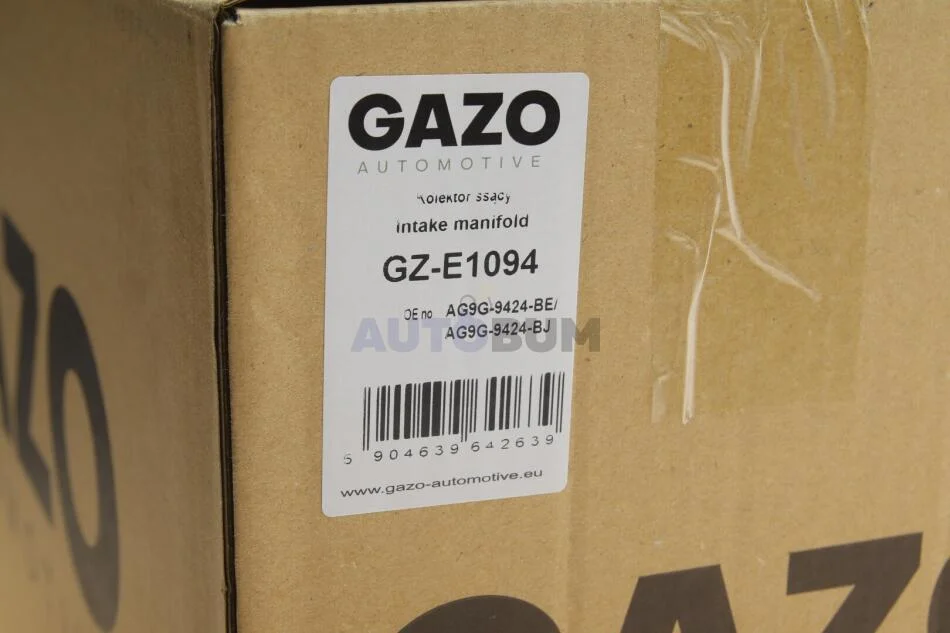 GAZO
AUTOMOTIVE
Kolektor ssący
Intake manifold
GZ-E1094
OE no AG9G-9424-BE/
AG9G-9424-BJ
AUTOBUM
5 904639 642639
www.gazo-automotive.eu
GAZO